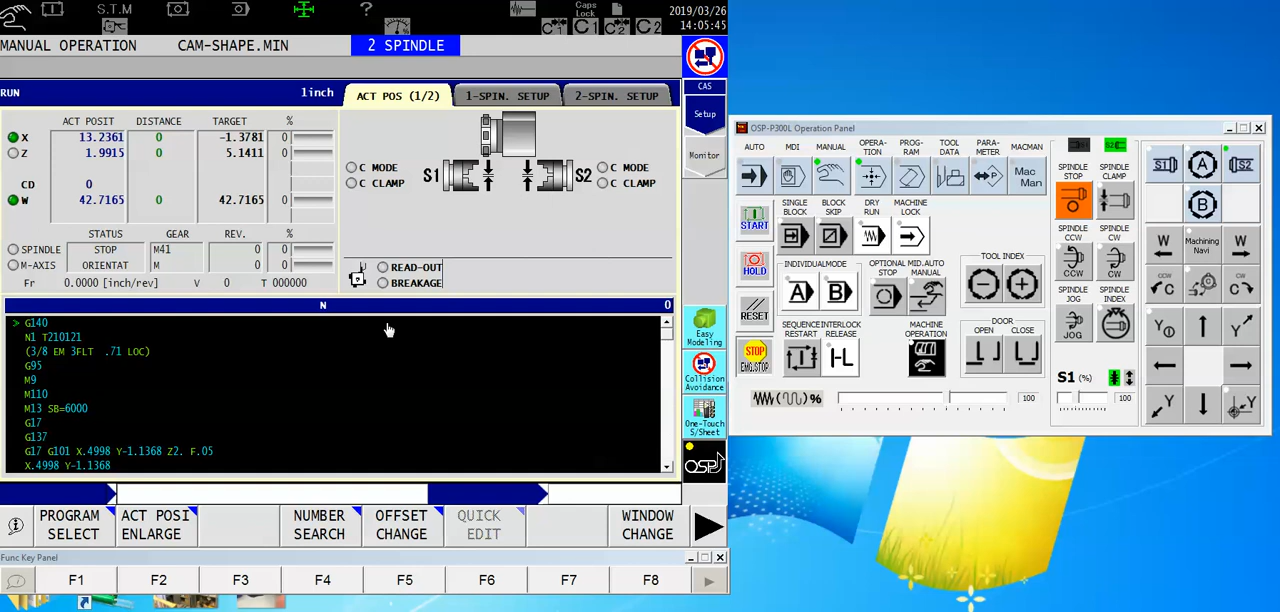 S.T.M
?
Caps Lock
C 1
C 2
2019/03/26
14:05:45
MANUAL OPERATION CAM-SHAPE.MIN 2 SPINDLE
RUN 1inch ACT POS (1/2) 1-SPIN. SETUP 2-SPIN. SETUP
ACT POSIT DISTANCE TARGET %
X 13.2361 0 -1.3781 0
Z 1.9915 0 5.1411 0
CD 0
W 42.7165 0 42.7165 0
STATUS GEAR REV. %
SPINDLE STOP M41 0 0
M-AXIS ORIENTAT M 0 0
Fr 0.0000 [inch/rev] V 0 T 000000
C MODE
C CLAMP
S1
S2
C MODE
C CLAMP
READ-OUT
BREAKAGE
CAS
Setup
Monitor
Easy Modeling
Collision Avoidance
One-Touch S/Sheet
OSP
N 0
> G140
N1 T210121
(3/8 EM 3FLT .71 LOC)
G95
M9
M110
M13 SB=6000
G17
G137
G17 G101 X.4998 Y-1.1368 Z2. F.05
X.4998 Y-1.1368
PROGRAM SELECT
ACT POSI ENLARGE
NUMBER SEARCH
OFFSET CHANGE
QUICK EDIT
WINDOW CHANGE
Func Key Panel
F1 F2 F3 F4 F5 F6 F7 F8
OSP-P300L Operation Panel
AUTO
MDI
MANUAL
OPERA-TION
PROG-RAM
TOOL DATA
PARA-METER
MACMAN
Mac Man
START
HOLD
RESET
STOP
EMG.STOP
SINGLE BLOCK
BLOCK SKIP
DRY RUN
MACHINE LOCK
INDIVIDUALMODE
A
B
OPTIONAL STOP
MID.AUTO MANUAL
SEQUENCE RESTART
INTERLOCK RELEASE
I-L
MACHINE OPERATION
TOOL INDEX
DOOR
OPEN CLOSE
% 100
SPINDLE STOP
SPINDLE CLAMP
SPINDLE CCW
CCW
SPINDLE CW
CW
SPINDLE JOG
JOG
SPINDLE INDEX
S1 (%) 100
S1
A
S2
B
W
Machining Navi
W
CCW C
CW C
Y
Y
Y
Y